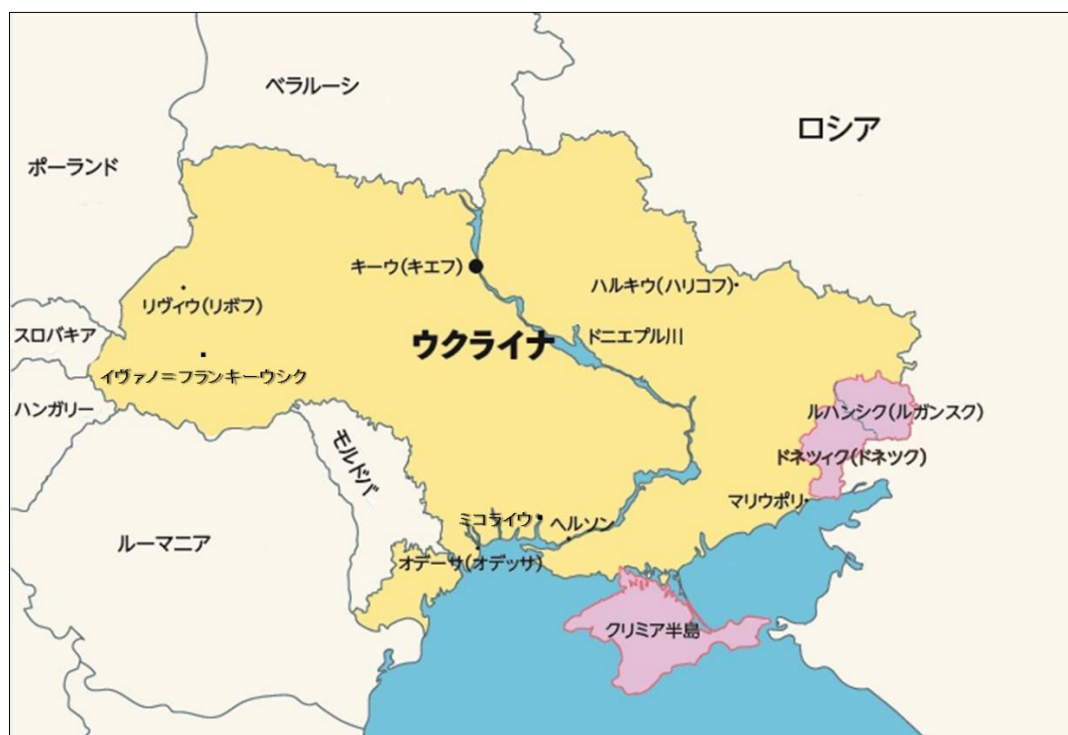 ベラルーシ
ロシア
ポーランド
キーウ(キエフ)
ハルキウ(ハリコフ)
リヴィウ(リボフ)
スロバキア
ウクライナ
ドニエプル川
イヴァノ=フランキーウシク
ハンガリー
ルハンシク(ルガンスク)
モルドバ
ドネツィク(ドネツク)
マリウポリ
ミコライウ
ヘルソン
ルーマニア
オデーサ(オデッサ)
クリミア半島